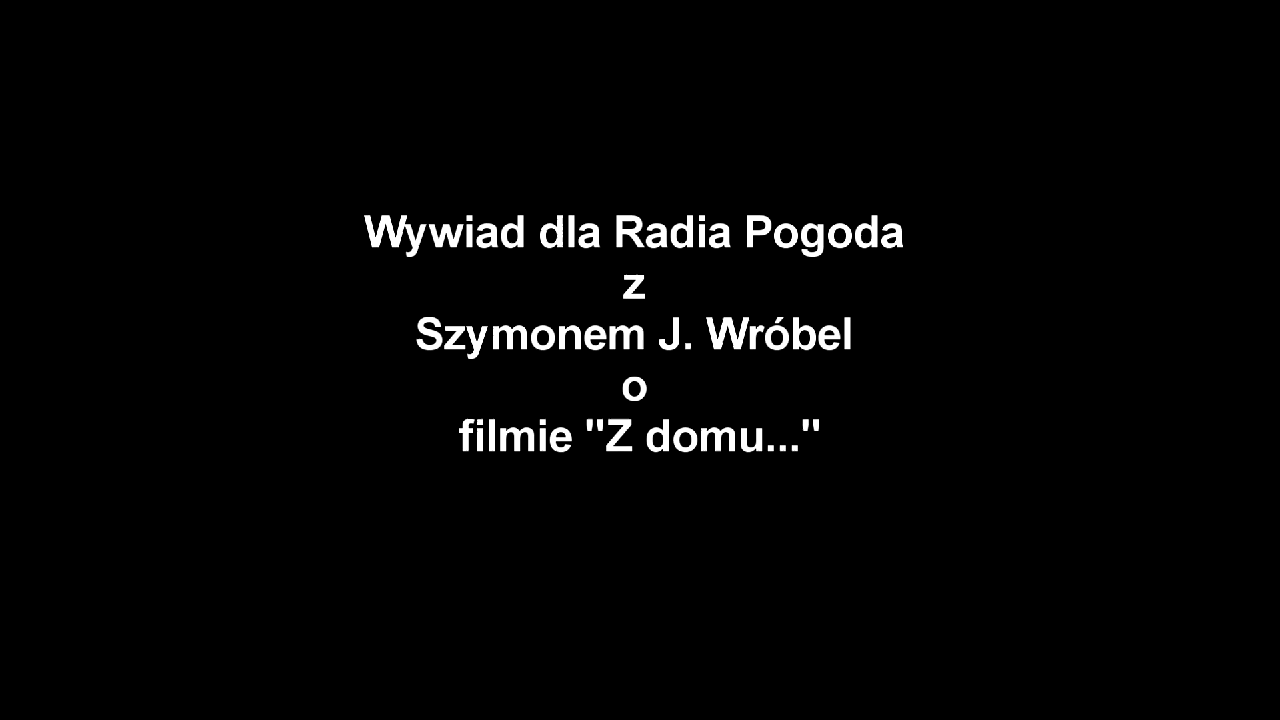 Wywiad dla Radia Pogoda
z
Szymonem J. Wróbel
o
filmie "Z domu..."